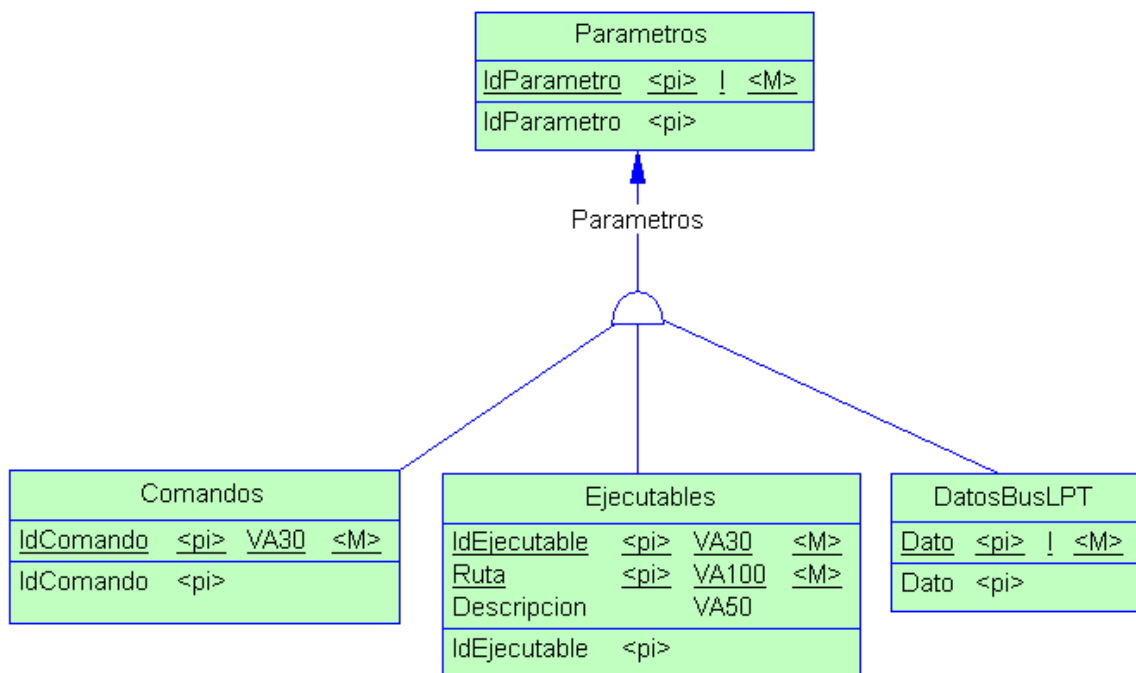 Parametros
IdParametro <pi> I <M>
IdParametro <pi>
Parametros
Comandos
IdComando <pi> VA30 <M>
IdComando <pi>
Ejecutables
IdEjecutable <pi> VA30 <M>
Ruta <pi> VA100 <M>
Descripcion VA50
IdEjecutable <pi>
DatosBusLPT
Dato <pi> I <M>
Dato <pi>